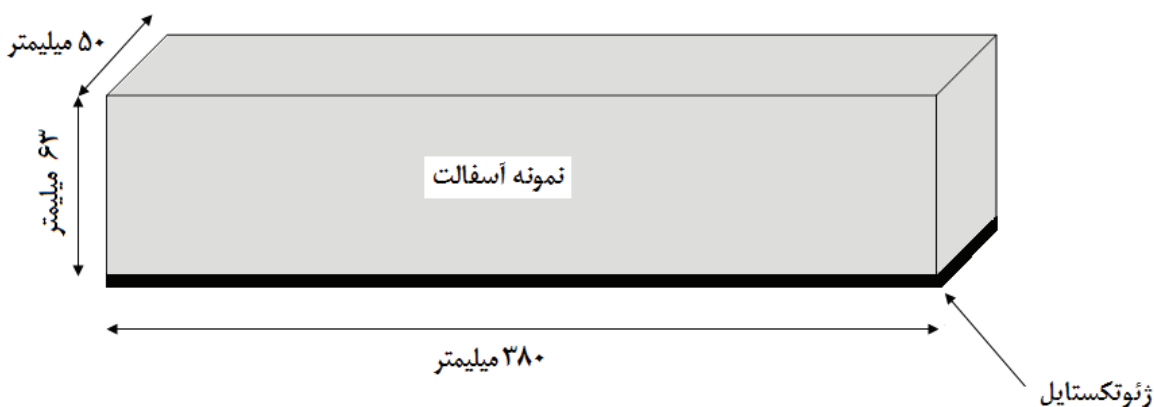 ۵۰ میلیمتر
۶۳ میلیمتر
نمونه آسفالت
۳۸۰ میلیمتر
ژئوتکستایل